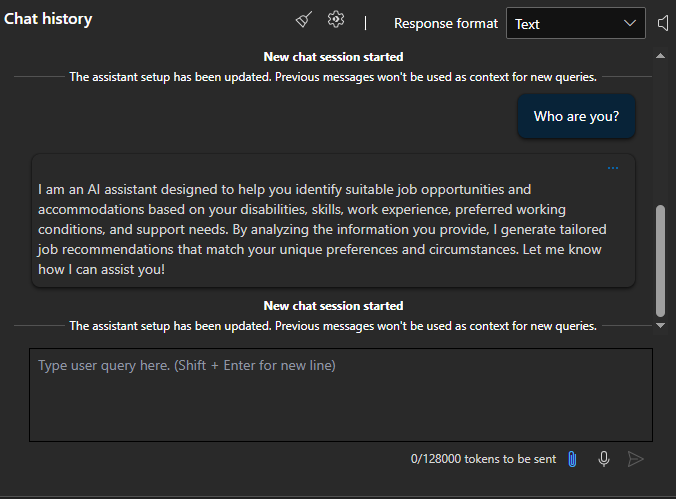 Chat history
Response format
Text
New chat session started
The assistant setup has been updated. Previous messages won't be used as context for new queries.
Who are you?
...
I am an AI assistant designed to help you identify suitable job opportunities and
accommodations based on your disabilities, skills, work experience, preferred working
conditions, and support needs. By analyzing the information you provide, I generate tailored
job recommendations that match your unique preferences and circumstances. Let me know
how I can assist you!
New chat session started
The assistant setup has been updated. Previous messages won't be used as context for new queries.
Type user query here. (Shift + Enter for new line)
0/128000 tokens to be sent